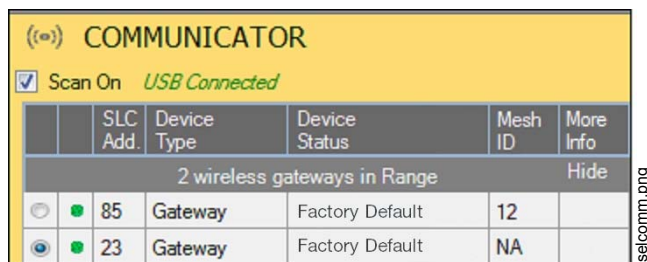 ((•)) COMMUNICATOR
Scan On USB Connected
SLC Add. Device Type Device Status Mesh ID More Info
2 wireless gateways in Range Hide
85 Gateway Factory Default 12
23 Gateway Factory Default NA
selcomm.png